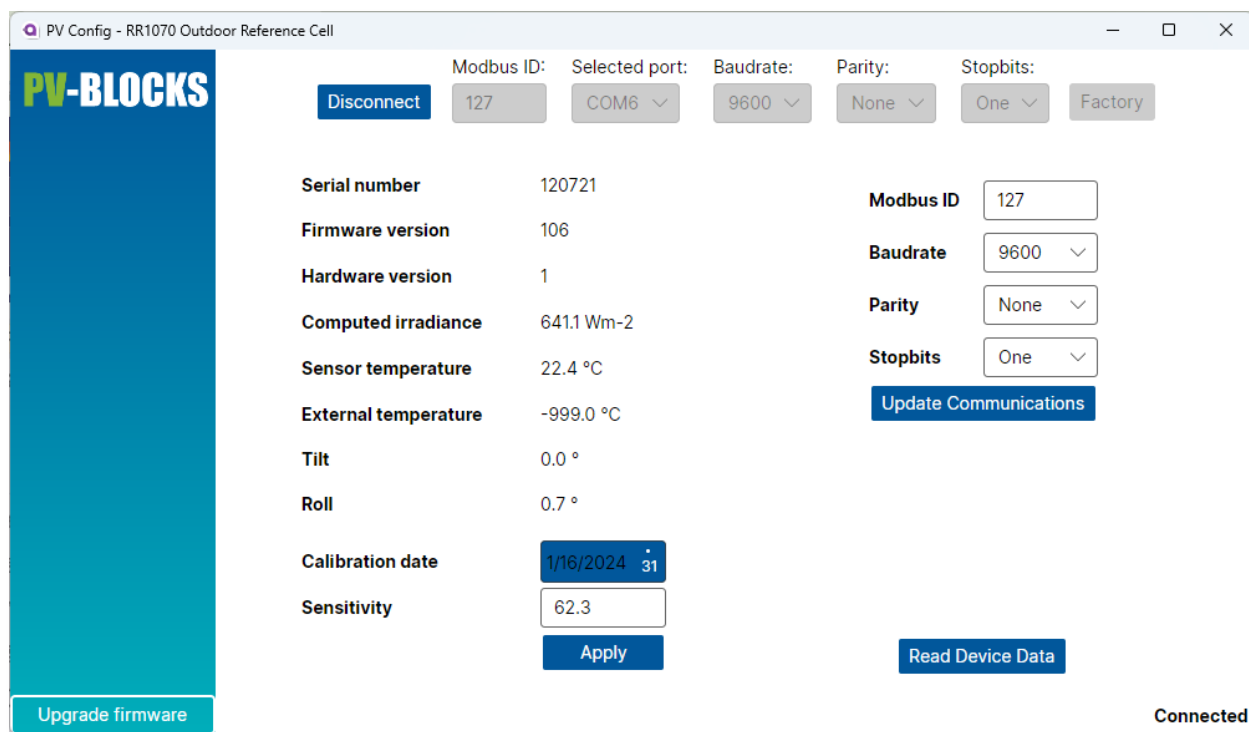 PV Config - RR1070 Outdoor Reference Cell
PV-BLOCKS
Modbus ID: Selected port: Baudrate: Parity: Stopbits:
Disconnect 127 COM6 9600 None One Factory
Serial number 120721
Firmware version 106
Hardware version 1
Computed irradiance 641.1 Wm-2
Sensor temperature 22.4 °C
External temperature -999.0 °C
Tilt 0.0 °
Roll 0.7 °
Calibration date 1/16/2024 31
Sensitivity 62.3
Apply
Modbus ID 127
Baudrate 9600
Parity None
Stopbits One
Update Communications
Read Device Data
Upgrade firmware
Connected